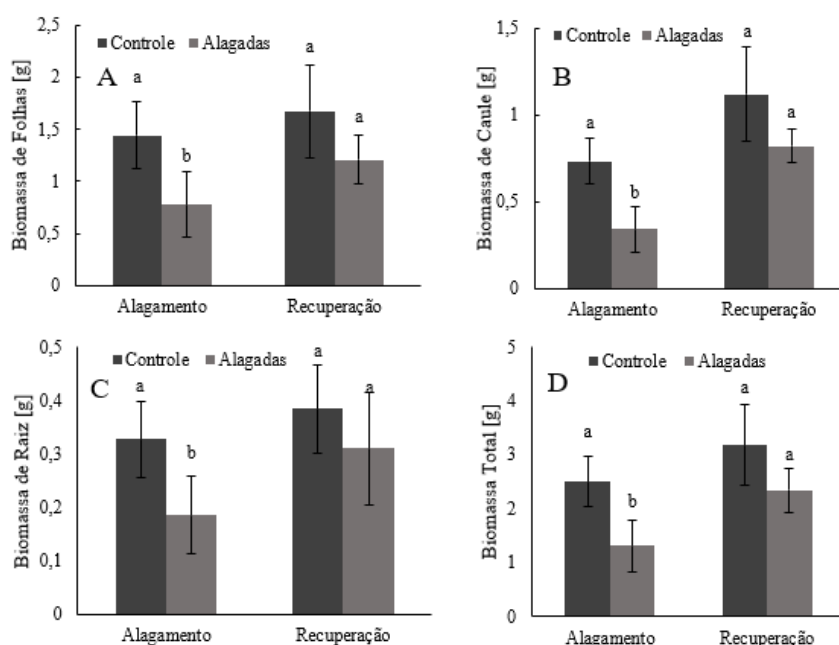 Biomassa de Folhas [g]
2,5
2
1,5
1
0,5
0
Controle Alagadas
A
a
b
a
a
Alagamento Recuperação
Biomassa de Caule [g]
1,5
1
0,5
0
Controle Alagadas
B
a
b
a
a
Alagamento Recuperação
Biomassa de Raiz [g]
0,5
0,4
0,3
0,2
0,1
0
Controle Alagadas
C
a
b
a
a
Alagamento Recuperação
Biomassa Total [g]
5
4
3
2
1
0
Controle Alagadas
D
a
b
a
a
Alagamento Recuperação